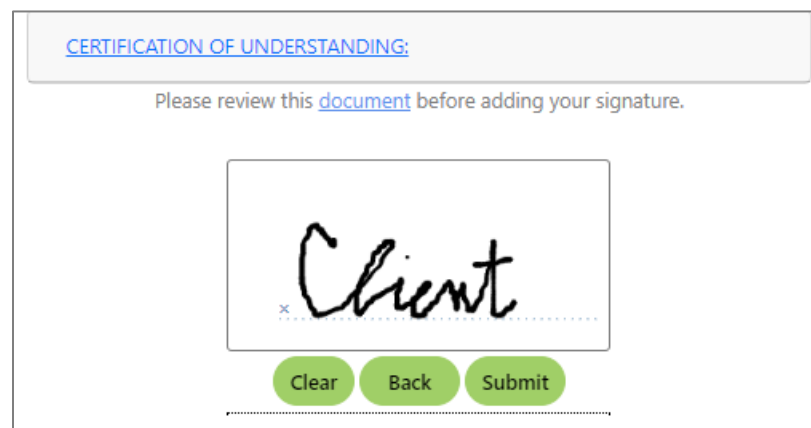 CERTIFICATION OF UNDERSTANDING:
Please review this document before adding your signature.
Client
×
Clear Back Submit